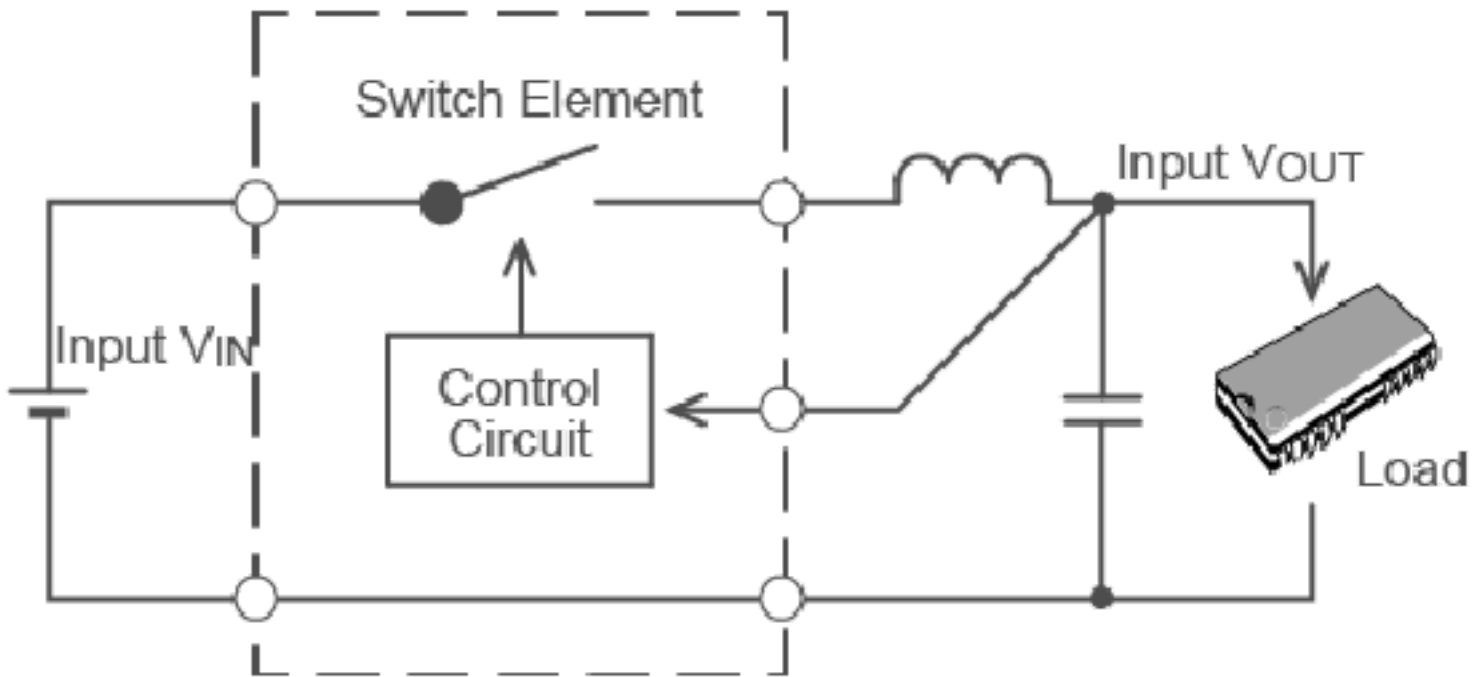 Switch Element
Input VOUT
Input VIN
Control
Circuit
Load